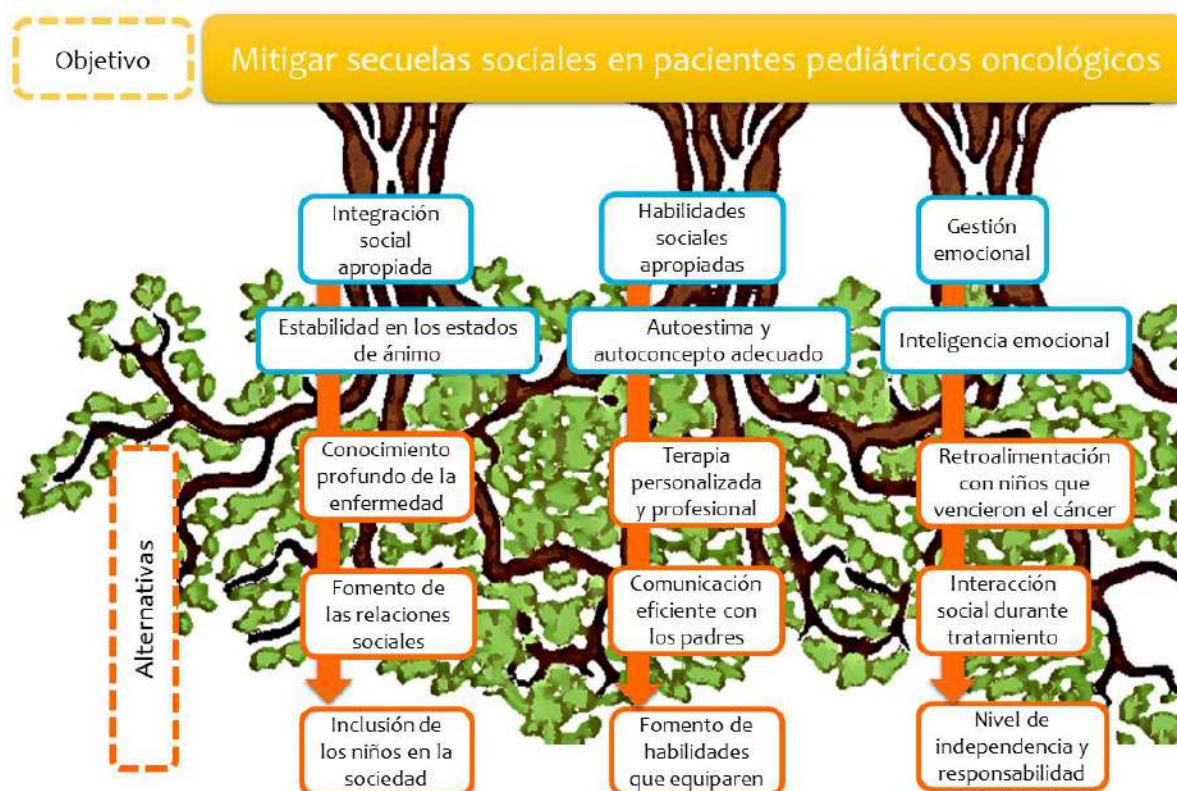 Objetivo
Mitigar secuelas sociales en pacientes pediátricos oncológicos
Integración
social
apropiada
Habilidades
sociales
apropiadas
Gestión
emocional
Estabilidad en los estados
de ánimo
Autoestima y
autoconcepto adecuado
Inteligencia emocional
Alternativas
Conocimiento
profundo de la
enfermedad
Terapia
personalizada
y profesional
Retroalimentación
con niños que
vencieron el cáncer
Fomento de
las relaciones
sociales
Comunicación
eficiente con
los padres
Interacción
social durante
tratamiento
Inclusión de
los niños en la
sociedad
Fomento de
habilidades
que equiparen
Nivel de
independencia y
responsabilidad